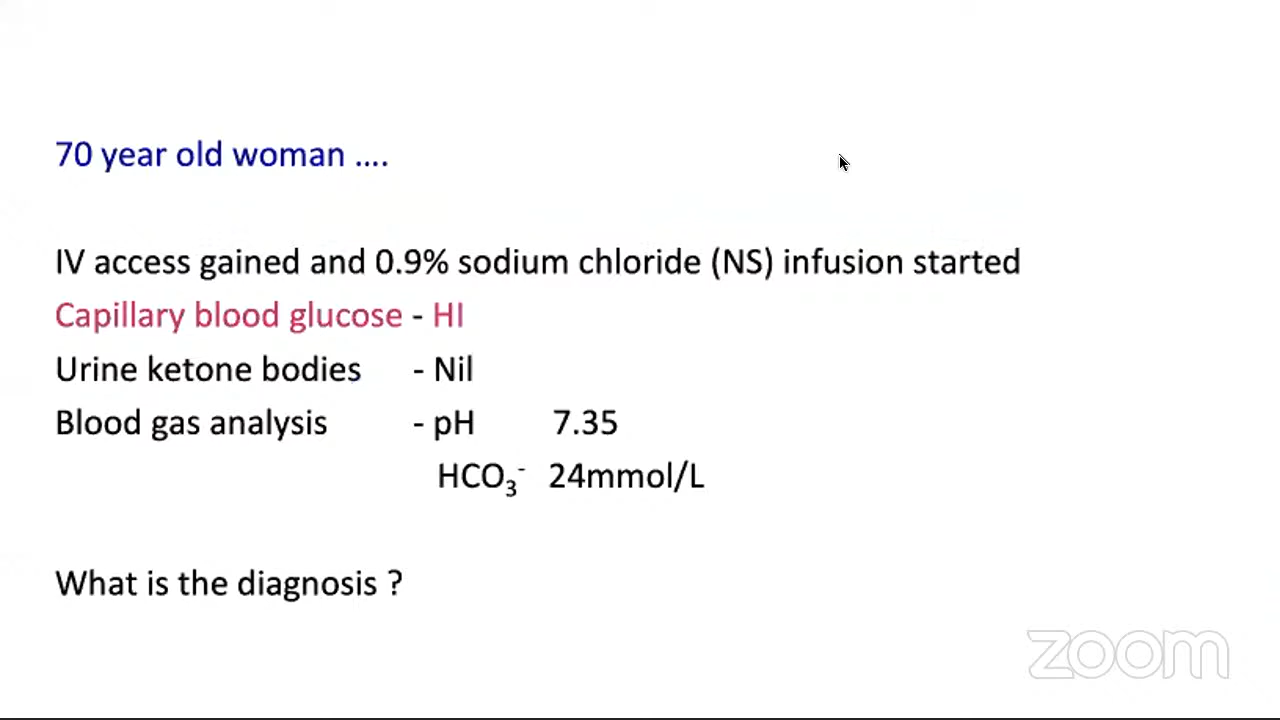 70 year old woman ....
IV access gained and 0.9% sodium chloride (NS) infusion started
Capillary blood glucose - HI
Urine ketone bodies - Nil
Blood gas analysis - pH 7.35
HCO₃⁻ 24mmol/L
What is the diagnosis ?
zoom